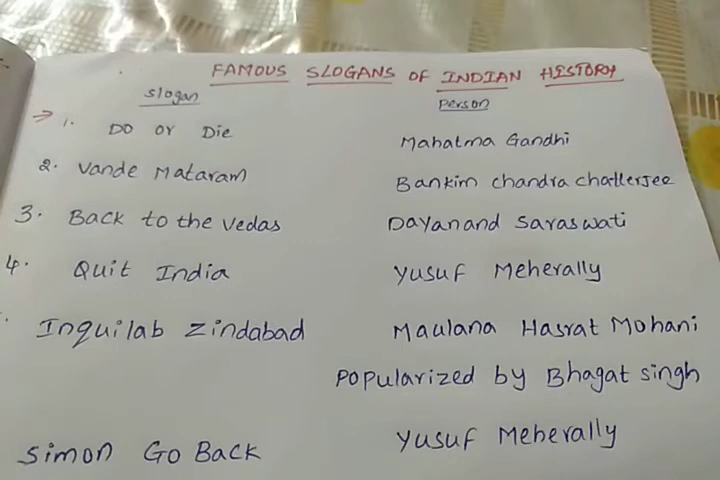 FAMOUS SLOGANS OF INDIAN HISTORY
Slogan Person
→ 1. DO or Die Mahatma Gandhi
2. Vande Mataram Bankim Chandra Chatterjee
3. Back to the Vedas Dayanand Saraswati
4. Quit India Yusuf Meherally
Inquilab Zindabad Maulana Hasrat Mohani
Popularized by Bhagat Singh
Simon Go Back Yusuf Meherally